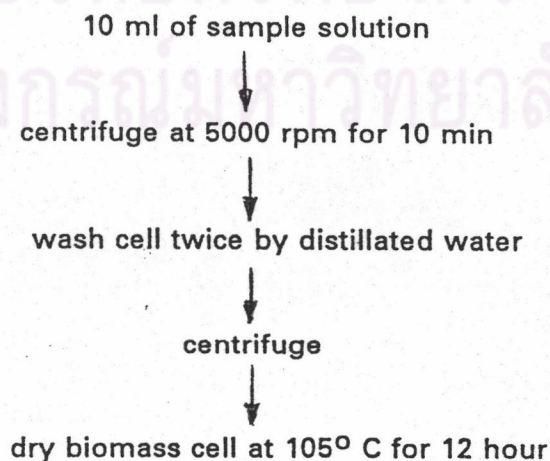 10 ml of sample solution
centrifuge at 5000 rpm for 10 min
wash cell twice by distillated water
centrifuge
dry biomass cell at 105º C for 12 hour